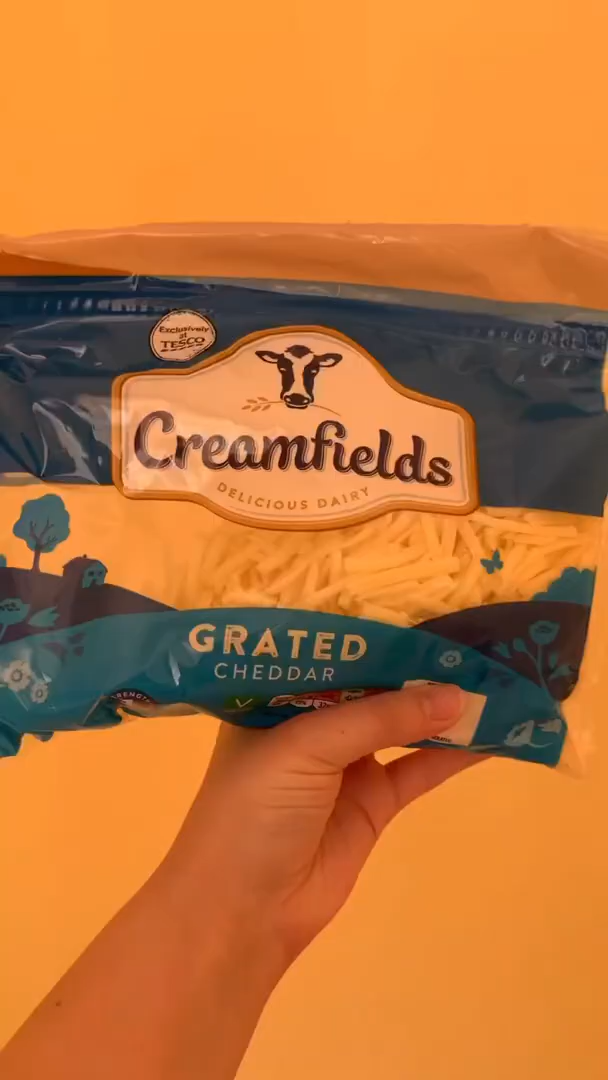 Exclusively
at
TESCO
Creamfields
DELICIOUS DAIRY
GRATED
CHEDDAR